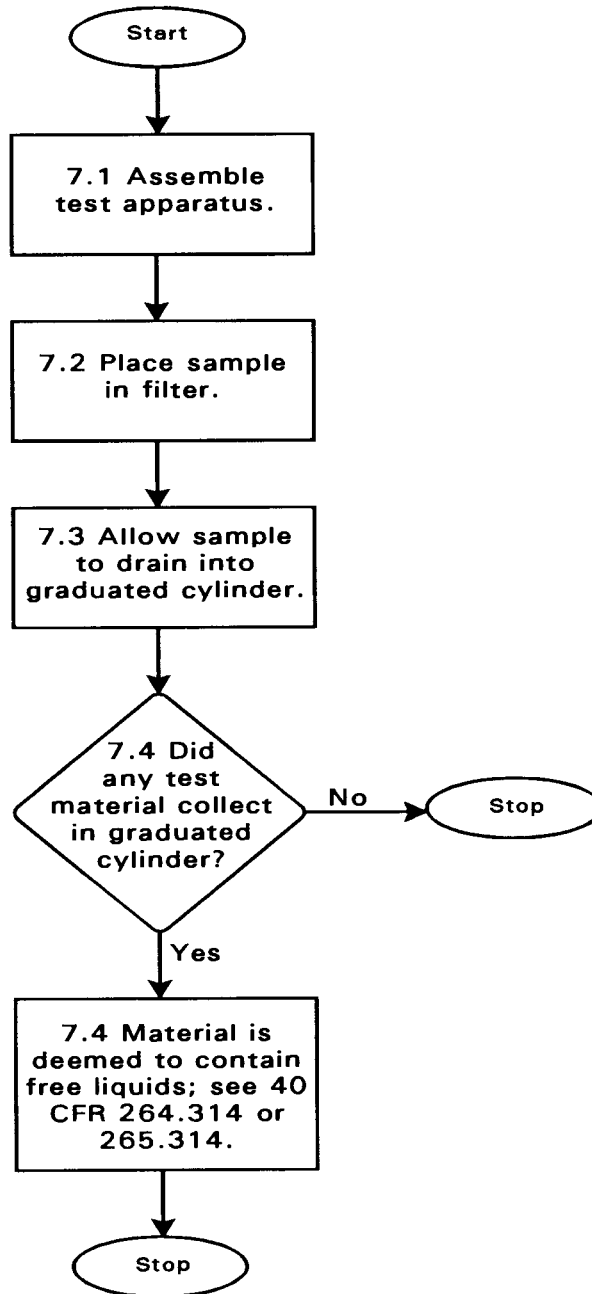 Start
7.1 Assemble
test apparatus.
7.2 Place sample
in filter.
7.3 Allow sample
to drain into
graduated cylinder.
7.4 Did
any test
material collect
in graduated
cylinder?
No
Stop
Yes
7.4 Material is
deemed to contain
free liquids; see 40
CFR 264.314 or
265.314.
Stop